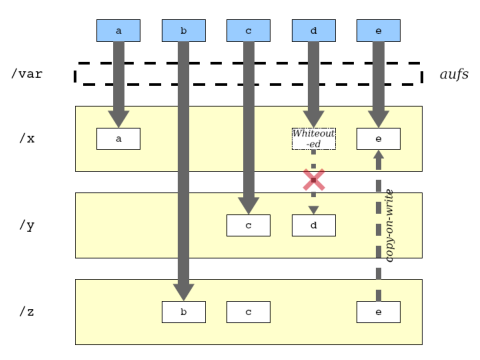 a b c d e
/var aufs
/x a Whiteout
-ed e
/y c d
copy-on-write
/z b c e